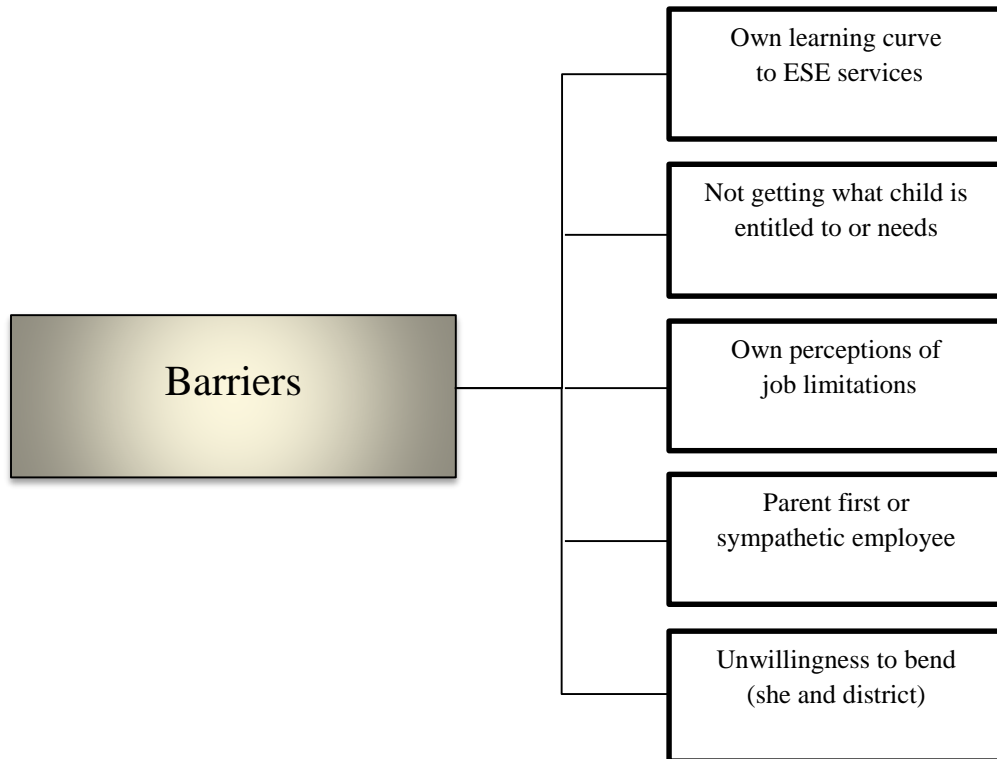 Barriers
Own learning curve
to ESE services
Not getting what child is
entitled to or needs
Own perceptions of
job limitations
Parent first or
sympathetic employee
Unwillingness to bend
(she and district)